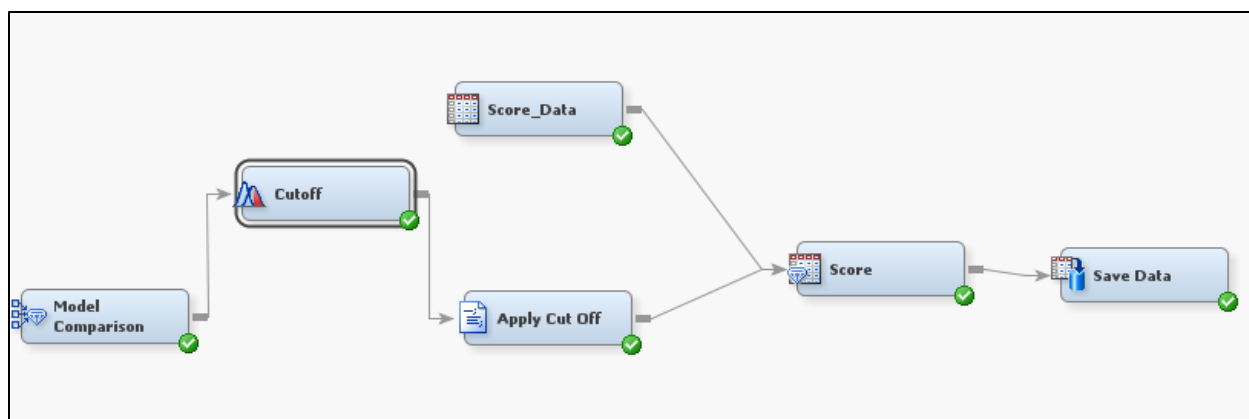 Score_Data
Cutoff
Model
Comparison
Apply Cut Off
Score
Save Data